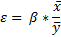 ε = β * x̄ / ȳ